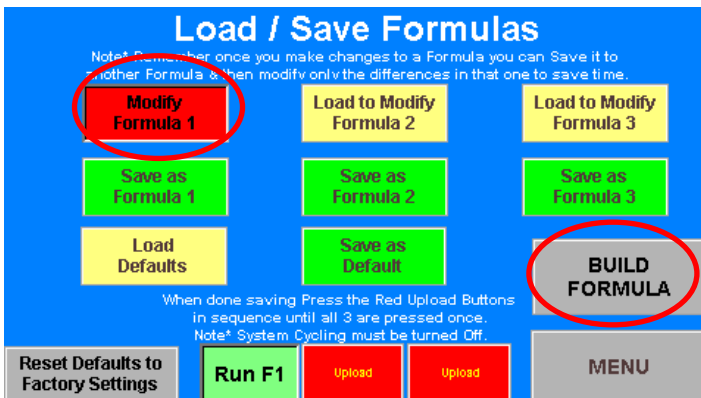 Load / Save Formulas
Note* Remember once you make changes to a Formula you can Save it to
another Formula & then modify only the differences in that one to save time.
Modify
Formula 1
Load to Modify
Formula 2
Load to Modify
Formula 3
Save as
Formula 1
Save as
Formula 2
Save as
Formula 3
Load
Defaults
Save as
Default
BUILD
FORMULA
When done saving Press the Red Upload Buttons
in sequence until all 3 are pressed once.
Note* System Cycling must be turned Off.
Reset Defaults to
Factory Settings
Run F1
Upload
Upload
MENU